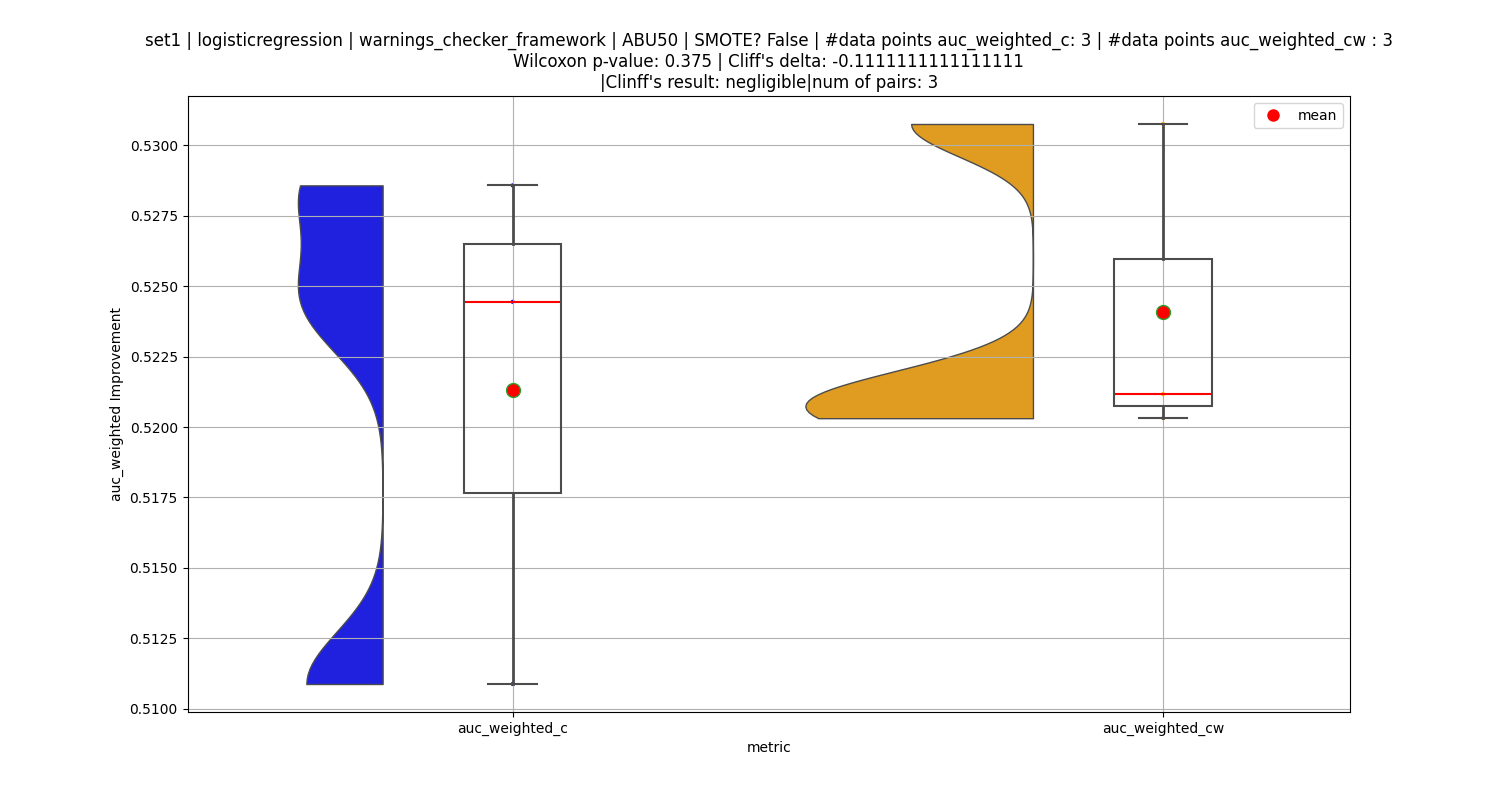 set1 | logisticregression | warnings_checker_framework | ABU50 | SMOTE? False | #data points auc_weighted_c: 3 | #data points auc_weighted_cw : 3
Wilcoxon p-value: 0.375 | Cliff's delta: -0.1111111111111111
|Clinff's result: negligible|num of pairs: 3
mean
0.5300
0.5275
0.5250
0.5225
0.5200
0.5175
0.5150
0.5125
0.5100
auc_weighted Improvement
auc_weighted_c
auc_weighted_cw
metric